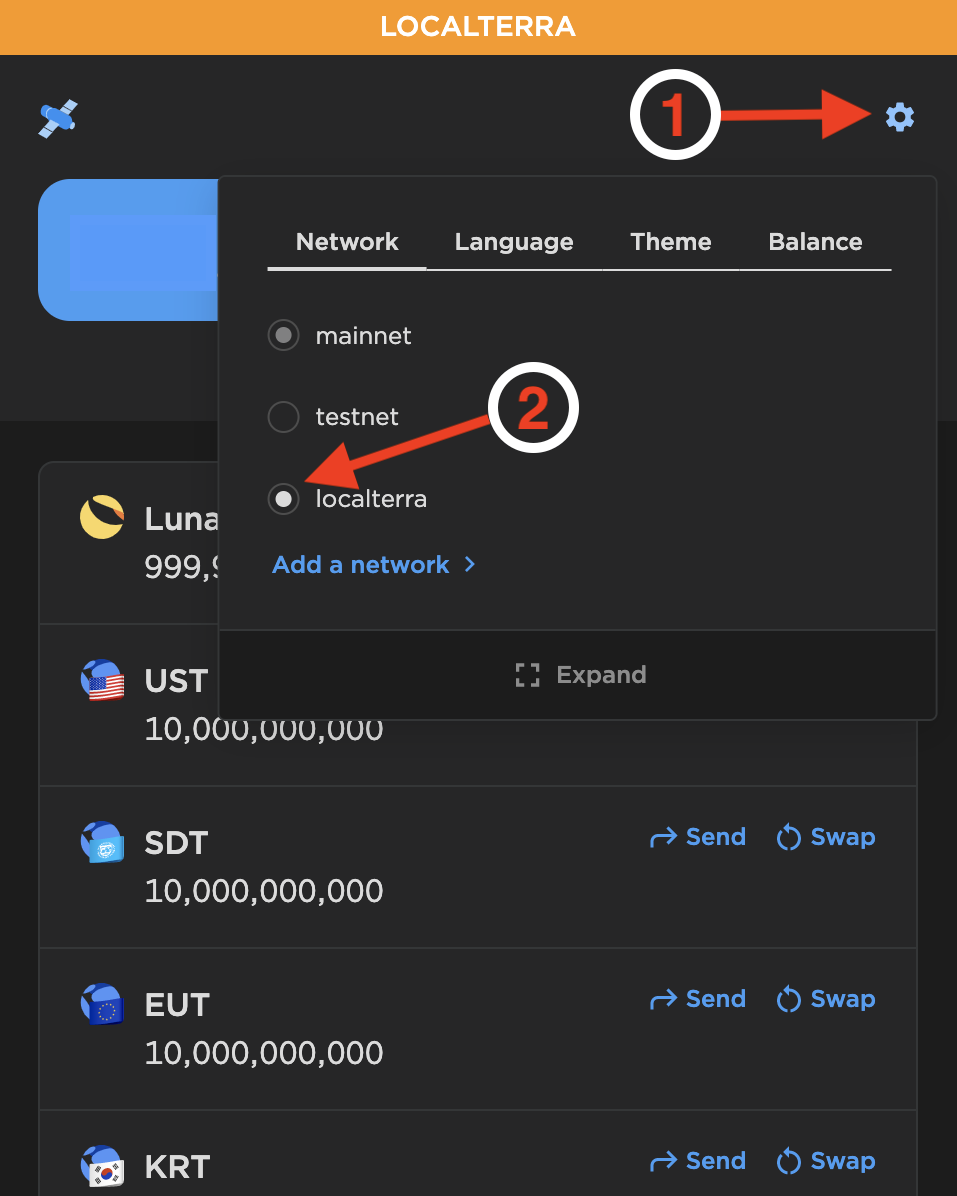 LOCALTERRA
1
Network Language Theme Balance
mainnet
testnet
2
localterra
Add a network
Expand
Luna
999,9
UST
10,000,000,000
SDT
Send Swap
10,000,000,000
EUT
Send Swap
10,000,000,000
KRT
Send Swap